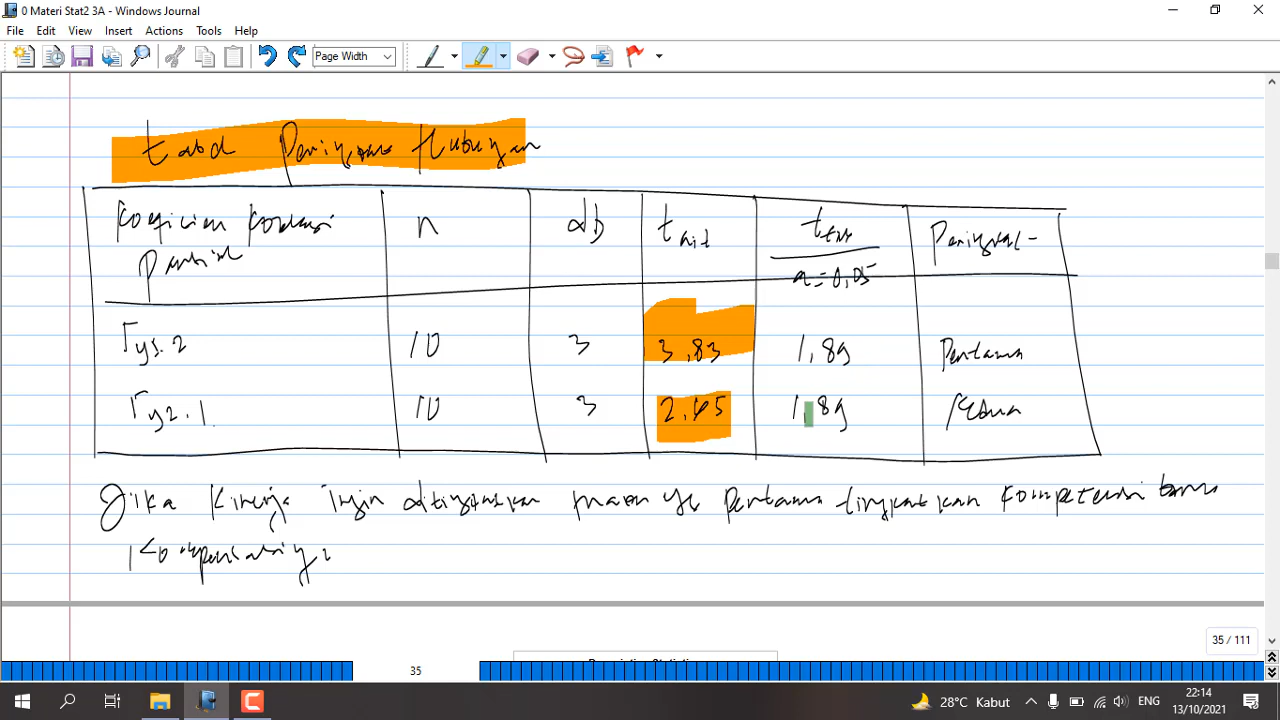 0 Materi Stat2 3A - Windows Journal
File Edit View Insert Actions Tools Help
Page Width
tabel Peringkat Hubungan
Koefisien Korelasi Partial n db t hit t tab α = 0,05 Peringkat
ry1.2 10 3 3,83 1,89 Pertama
ry2.1 10 3 2,45 1,89 Kedua
Jika Kinerja ingin ditingkatkan maka yg pertama tingkatkan kompetensi
Kompensasinya
35 / 111
35
28°C Kabut ENG 22:14
13/10/2021